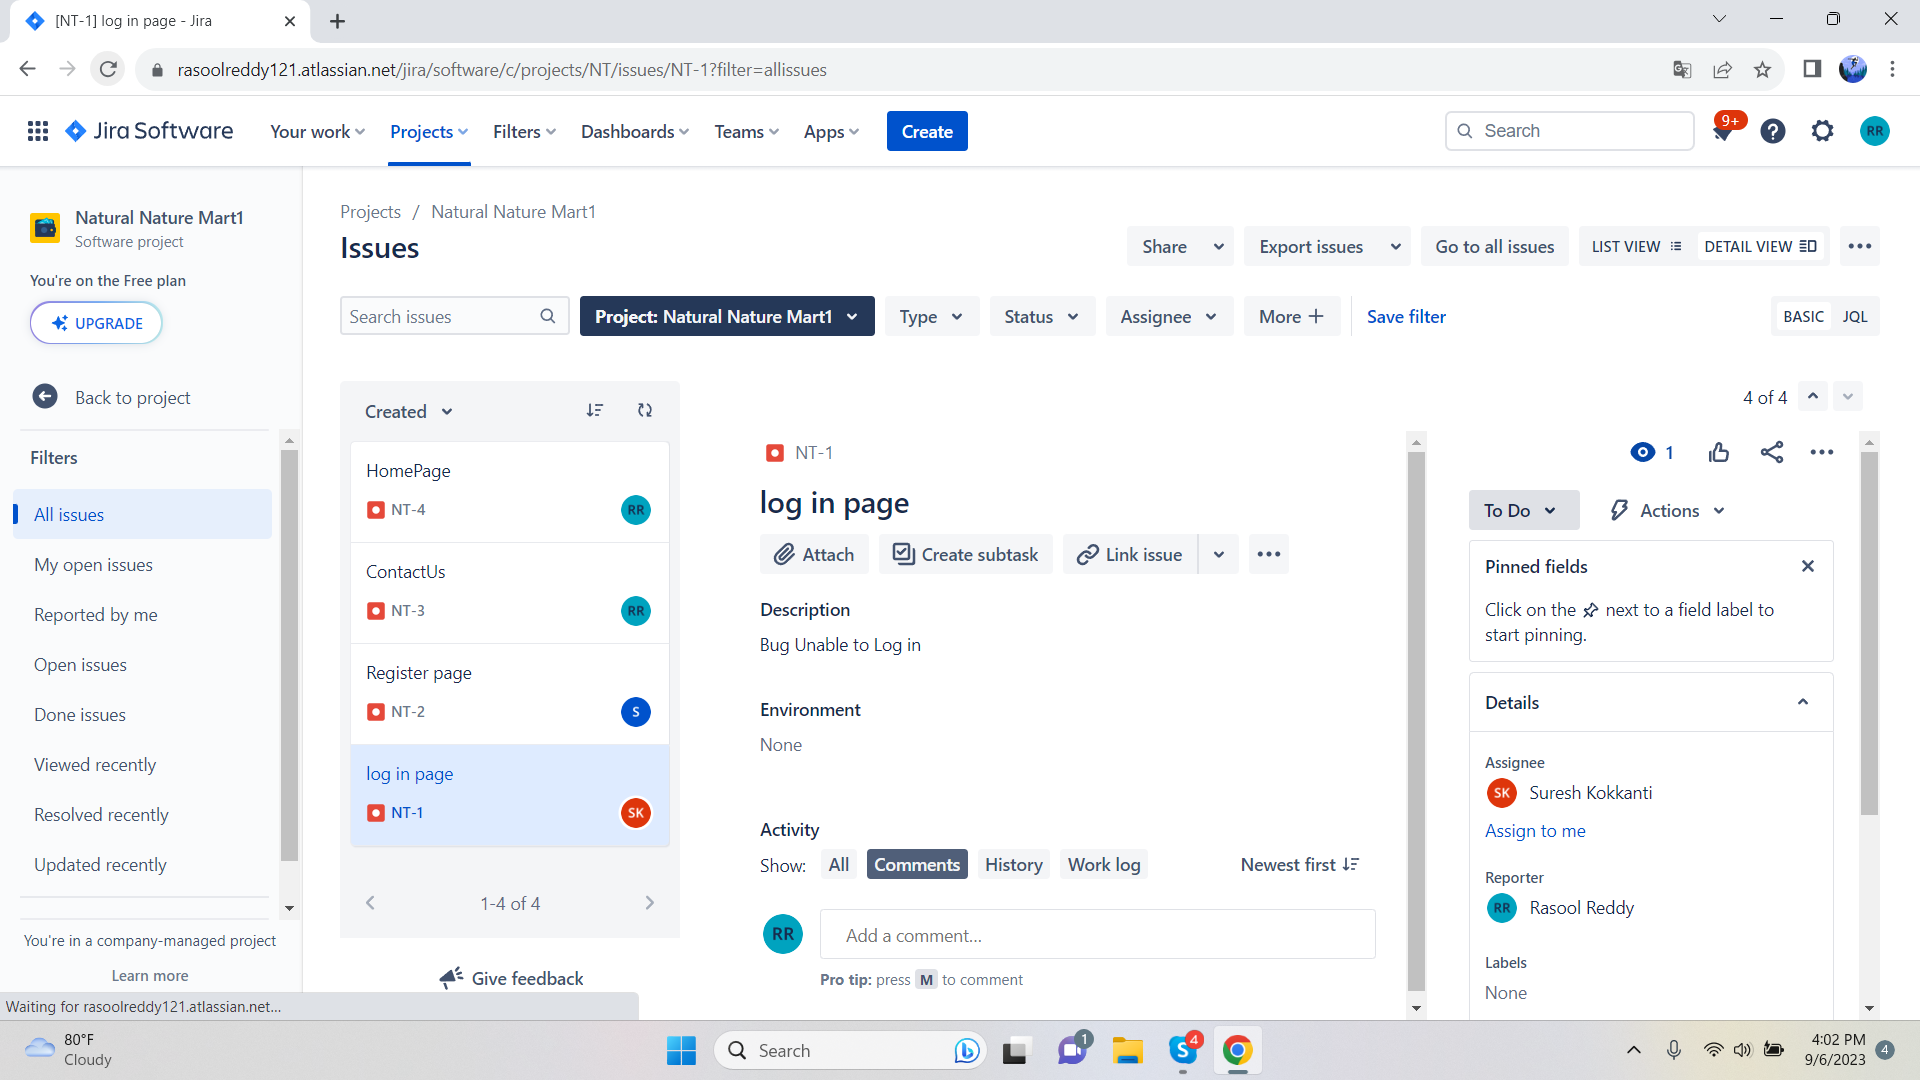 [NT-1] log in page - Jira
rasoolreddy121.atlassian.net/jira/software/c/projects/NT/issues/NT-1?filter=allissues
Jira Software
Your work
Projects
Filters
Dashboards
Teams
Apps
Create
Search
9+
RR
Natural Nature Mart1
Software project
You're on the Free plan
UPGRADE
Back to project
Filters
All issues
My open issues
Reported by me
Open issues
Done issues
Viewed recently
Resolved recently
Updated recently
You're in a company-managed project
Learn more
Waiting for rasoolreddy121.atlassian.net...
Projects / Natural Nature Mart1
Issues
Share
Export issues
Go to all issues
LIST VIEW
DETAIL VIEW
Search issues
Project: Natural Nature Mart1
Type
Status
Assignee
More
Save filter
BASIC
JQL
Created
HomePage
NT-4
RR
ContactUs
NT-3
RR
Register page
NT-2
S
log in page
NT-1
SK
1-4 of 4
Give feedback
4 of 4
NT-1
log in page
Attach
Create subtask
Link issue
Description
Bug Unable to Log in
Environment
None
Activity
Show:
All
Comments
History
Work log
Newest first
RR
Add a comment...
Pro tip: press M to comment
1
To Do
Actions
Pinned fields
Click on the next to a field label to
start pinning.
Details
Assignee
SK
Suresh Kokkanti
Assign to me
Reporter
RR
Rasool Reddy
Labels
None
80°F
Cloudy
Search
1
S
4
4:02 PM
9/6/2023
4